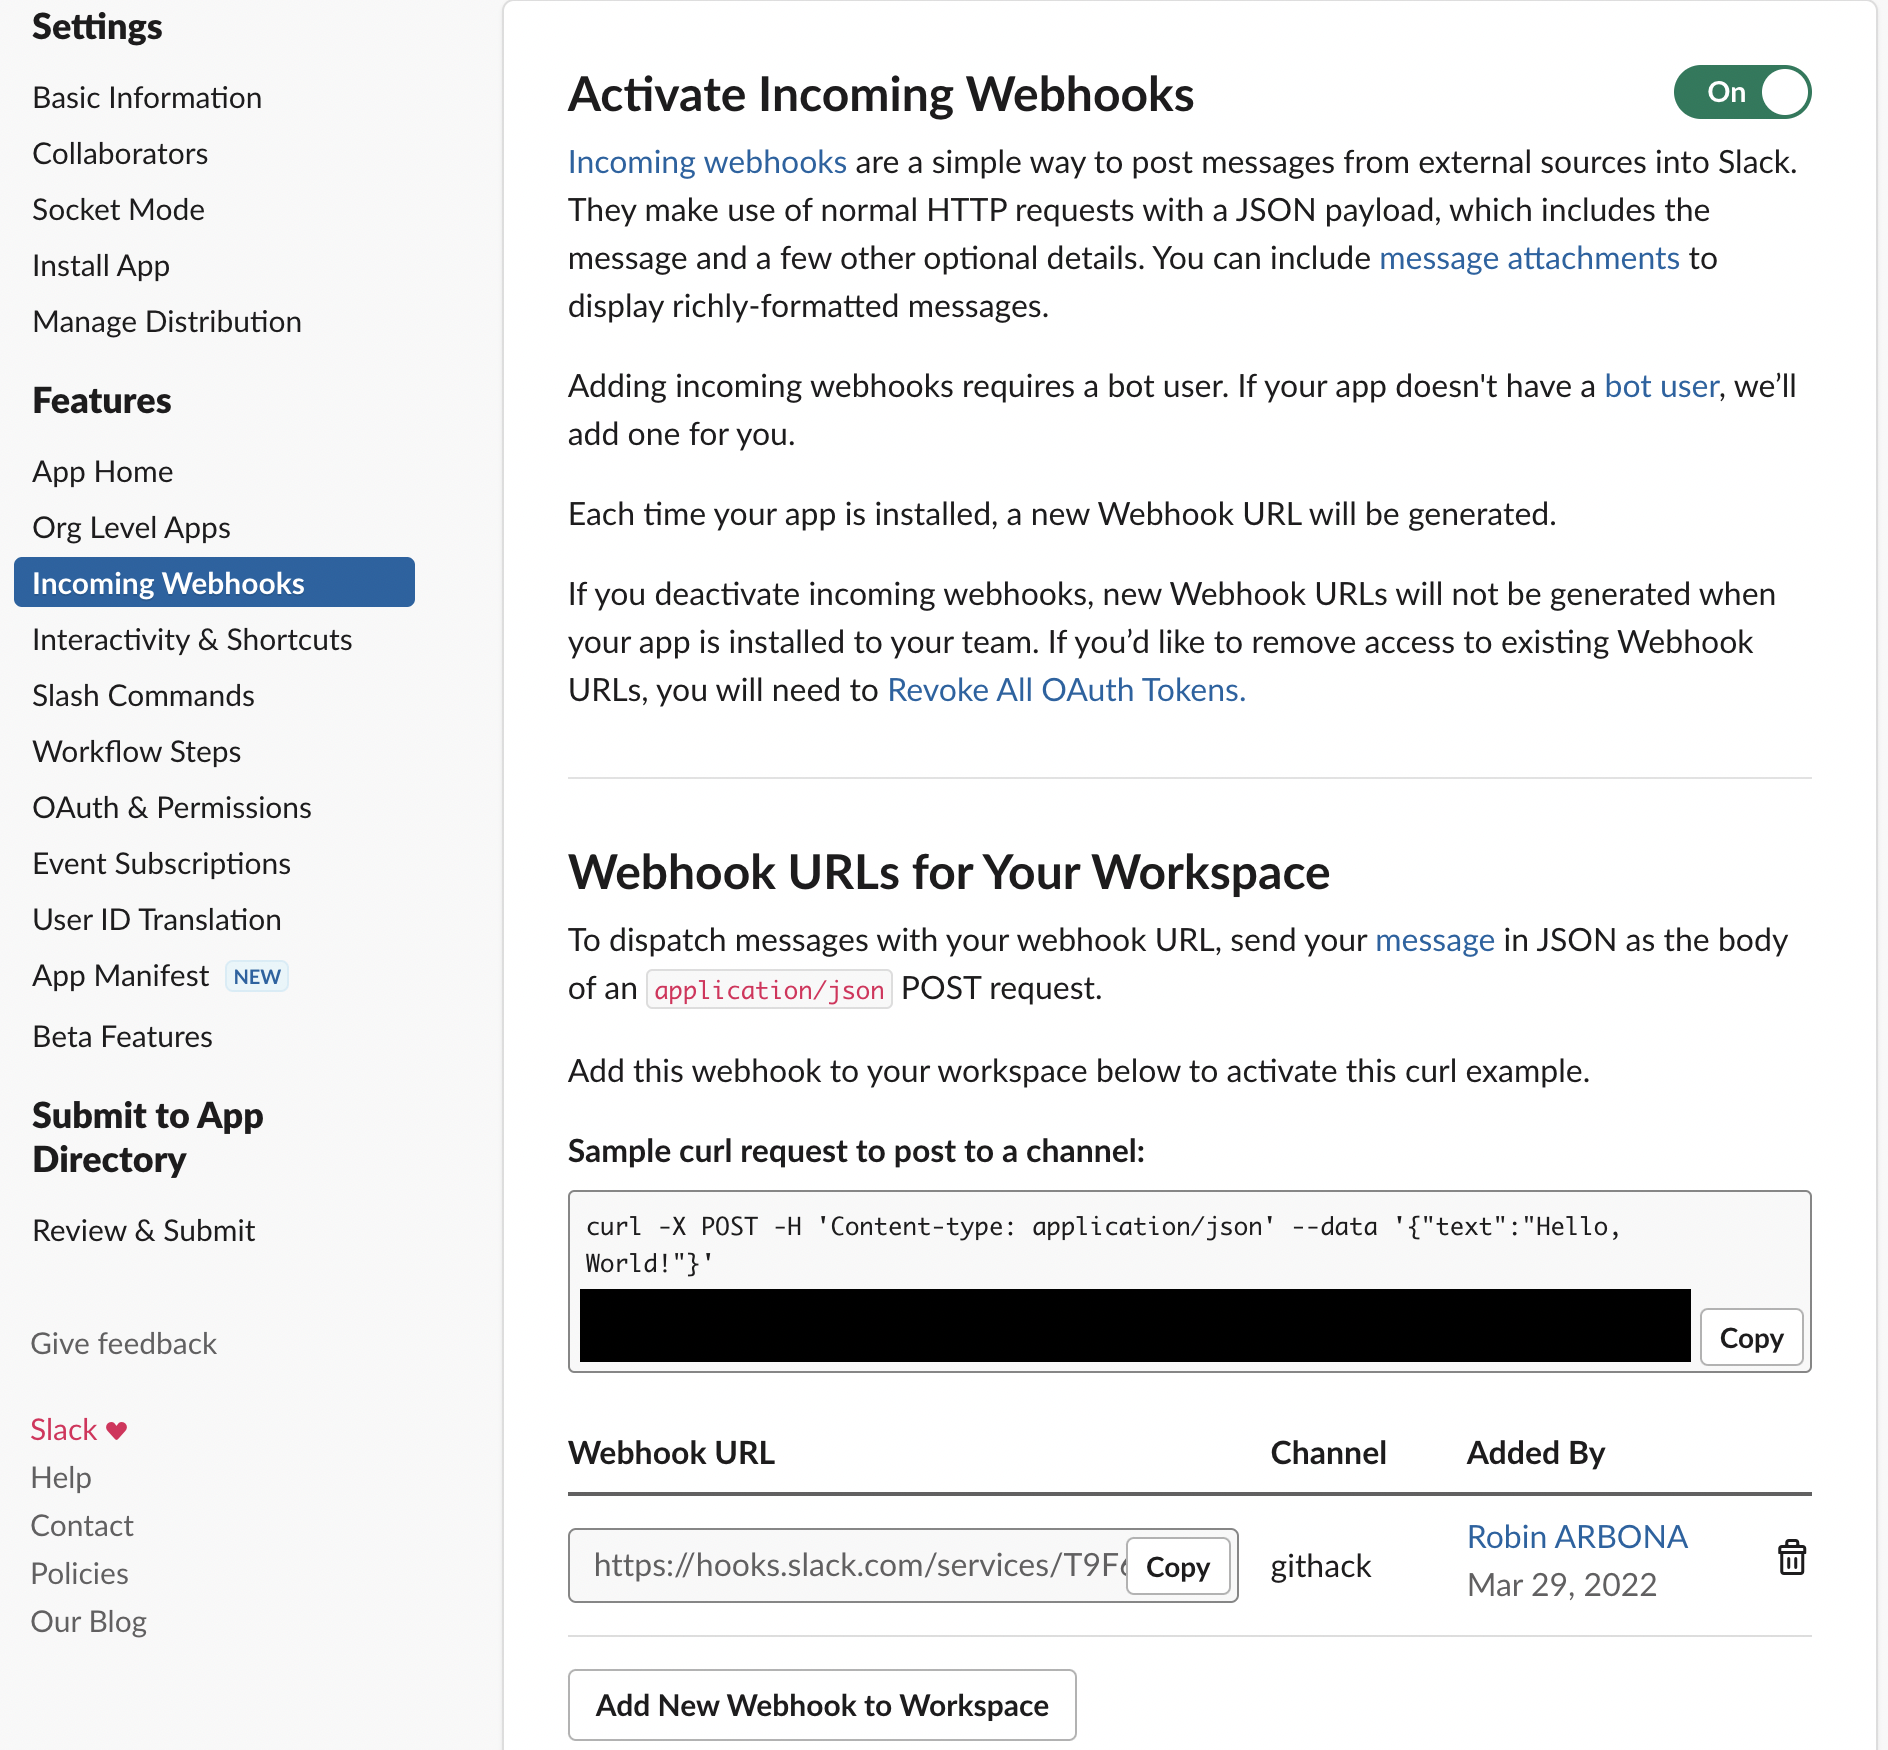 Settings
Basic Information
Collaborators
Socket Mode
Install App
Manage Distribution
Features
App Home
Org Level Apps
Incoming Webhooks
Interactivity & Shortcuts
Slash Commands
Workflow Steps
OAuth & Permissions
Event Subscriptions
User ID Translation
App Manifest NEW
Beta Features
Submit to App
Directory
Review & Submit
Give feedback
Slack ♥
Help
Contact
Policies
Our Blog
Activate Incoming Webhooks
On
Incoming webhooks are a simple way to post messages from external sources into Slack.
They make use of normal HTTP requests with a JSON payload, which includes the
message and a few other optional details. You can include message attachments to
display richly-formatted messages.
Adding incoming webhooks requires a bot user. If your app doesn't have a bot user, we’ll
add one for you.
Each time your app is installed, a new Webhook URL will be generated.
If you deactivate incoming webhooks, new Webhook URLs will not be generated when
your app is installed to your team. If you’d like to remove access to existing Webhook
URLs, you will need to Revoke All OAuth Tokens.
Webhook URLs for Your Workspace
To dispatch messages with your webhook URL, send your message in JSON as the body
of an application/json POST request.
Add this webhook to your workspace below to activate this curl example.
Sample curl request to post to a channel:
curl -X POST -H 'Content-type: application/json' --data '{"text":"Hello,
World!"}'
Copy
Webhook URL Channel Added By
https://hooks.slack.com/services/T9F Copy githack Robin ARBONA
Mar 29, 2022
Add New Webhook to Workspace